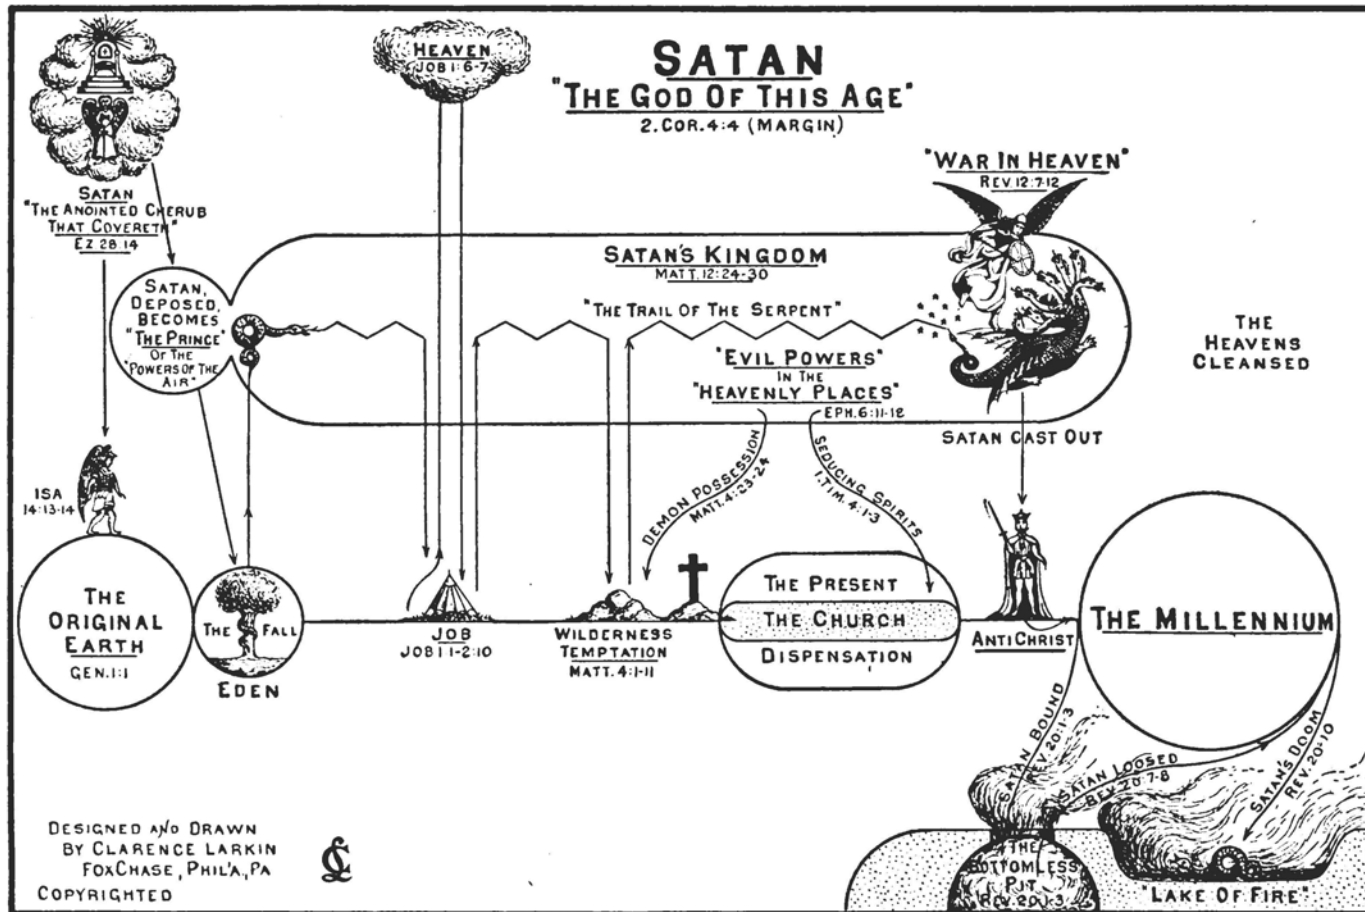 HEAVEN
JOB 1:6-7
SATAN
"THE GOD OF THIS AGE"
2. COR. 4:4 (MARGIN)
"WAR IN HEAVEN"
REV. 12:7-12
SATAN
"THE ANOINTED CHERUB
THAT COVERETH"
EZ 28:14
SATAN,
DEPOSED,
BECOMES
"THE PRINCE"
OF THE
"POWERS OF THE
AIR"
SATAN'S KINGDOM
MATT. 12:24-30
"THE TRAIL OF THE SERPENT"
"EVIL POWERS"
IN THE
"HEAVENLY PLACES"
EPH. 6:11-12
THE
HEAVENS
CLEANSED
SATAN CAST OUT
DEMON POSSESSION
MATT. 4:23-24
SEDUCING SPIRITS
1. TIM. 4:1-3
ISA
14:13-14
THE
ORIGINAL
EARTH
GEN. 1:1
THE FALL
EDEN
JOB
JOB 1:1-2:10
WILDERNESS
TEMPTATION
MATT. 4:1-11
THE PRESENT
THE CHURCH
DISPENSATION
ANTICHRIST
THE MILLENNIUM
SATAN BOUND
REV. 20:1-3
SATAN LOOSED
REV. 20:7-8
SATAN'S DOOM
REV. 20:10
THE
BOTTOMLESS
PIT
REV. 20:1-3
"LAKE OF FIRE"
DESIGNED AND DRAWN
BY CLARENCE LARKIN
FOXCHASE, PHIL'A., PA
COPYRIGHTED
CL